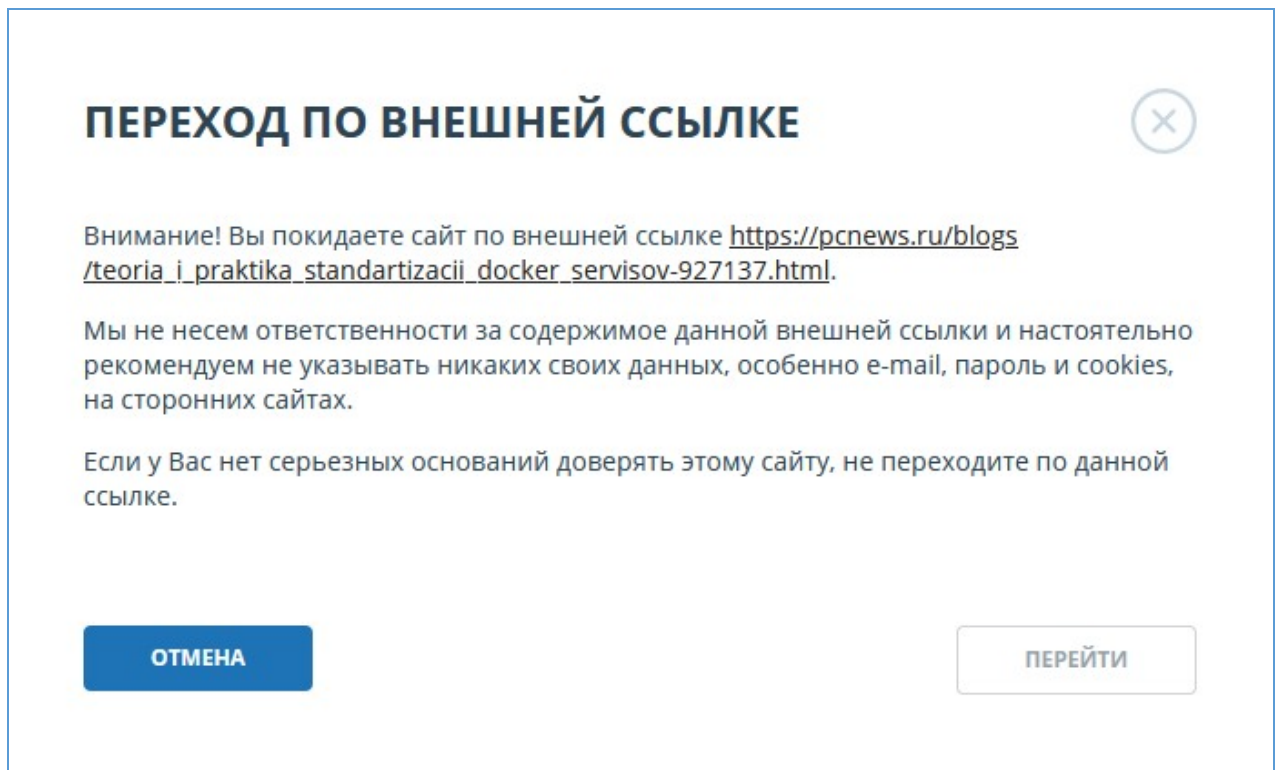 ПЕРЕХОД ПО ВНЕШНЕЙ ССЫЛКЕ
Внимание! Вы покидаете сайт по внешней ссылке https://pcnews.ru/blogs
/teoria_i_praktika_standartizacii_docker_servisov-927137.html.
Мы не несем ответственности за содержимое данной внешней ссылки и настоятельно
рекомендуем не указывать никаких своих данных, особенно e-mail, пароль и cookies,
на сторонних сайтах.
Если у Вас нет серьезных оснований доверять этому сайту, не переходите по данной
ссылке.
ОТМЕНА
ПЕРЕЙТИ